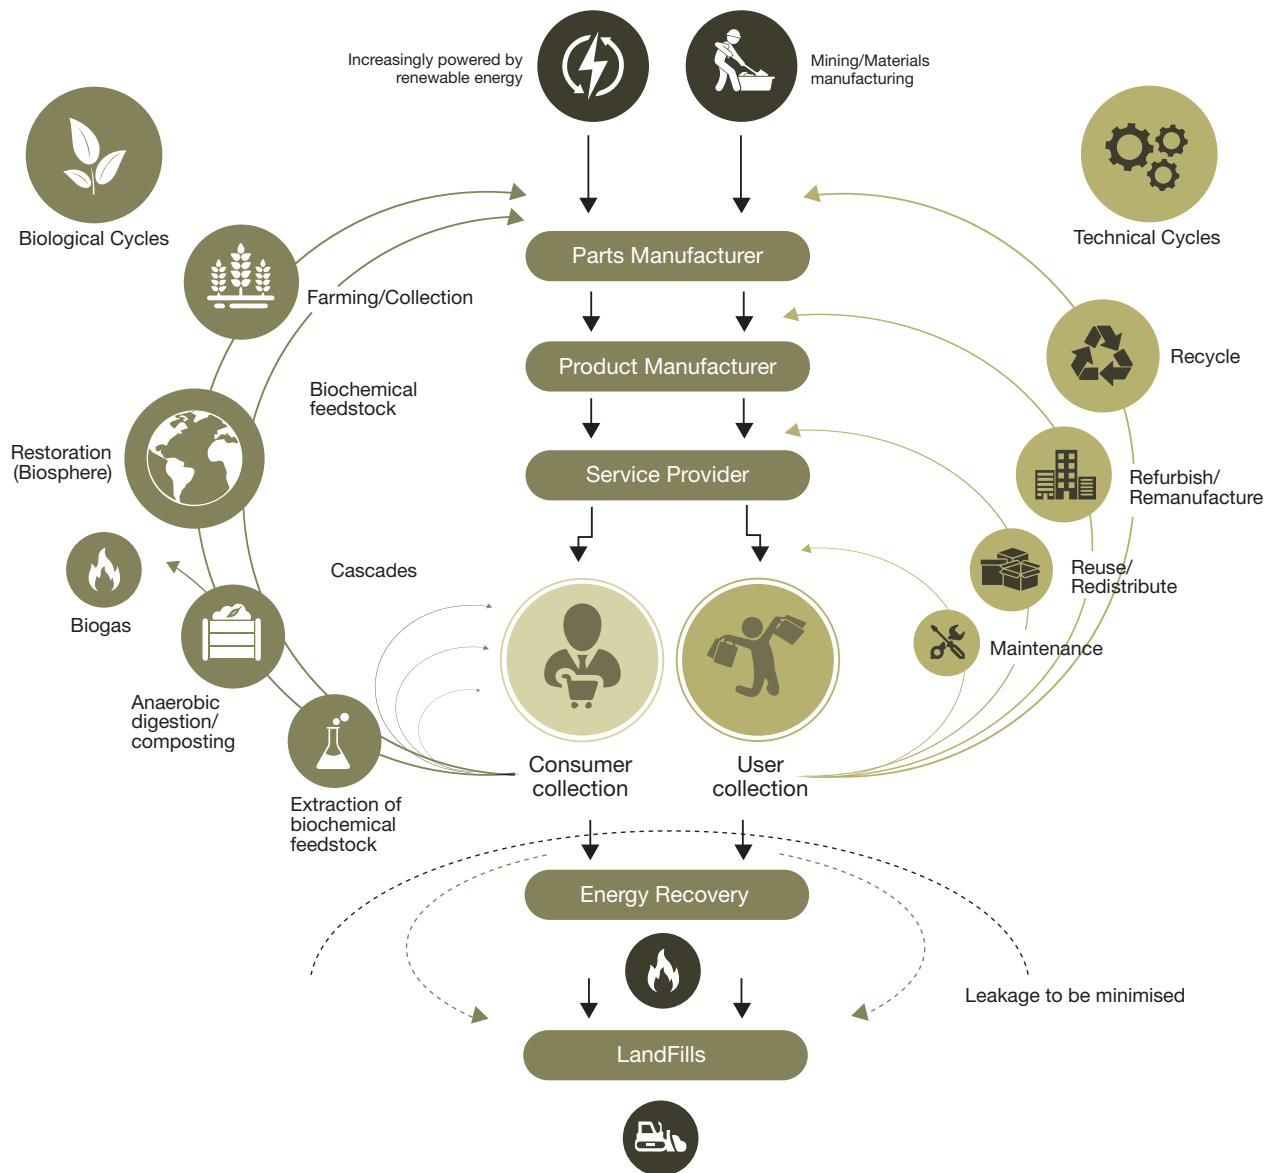 Increasingly powered by
renewable energy
Mining/Materials
manufacturing
Biological Cycles
Technical Cycles
Parts Manufacturer
Farming/Collection
Product Manufacturer
Recycle
Biochemical
feedstock
Restoration
(Biosphere)
Service Provider
Refurbish/
Remanufacture
Cascades
Reuse/
Redistribute
Biogas
Maintenance
Anaerobic
digestion/
composting
Consumer
collection
User
collection
Extraction of
biochemical
feedstock
Energy Recovery
Leakage to be minimised
LandFills